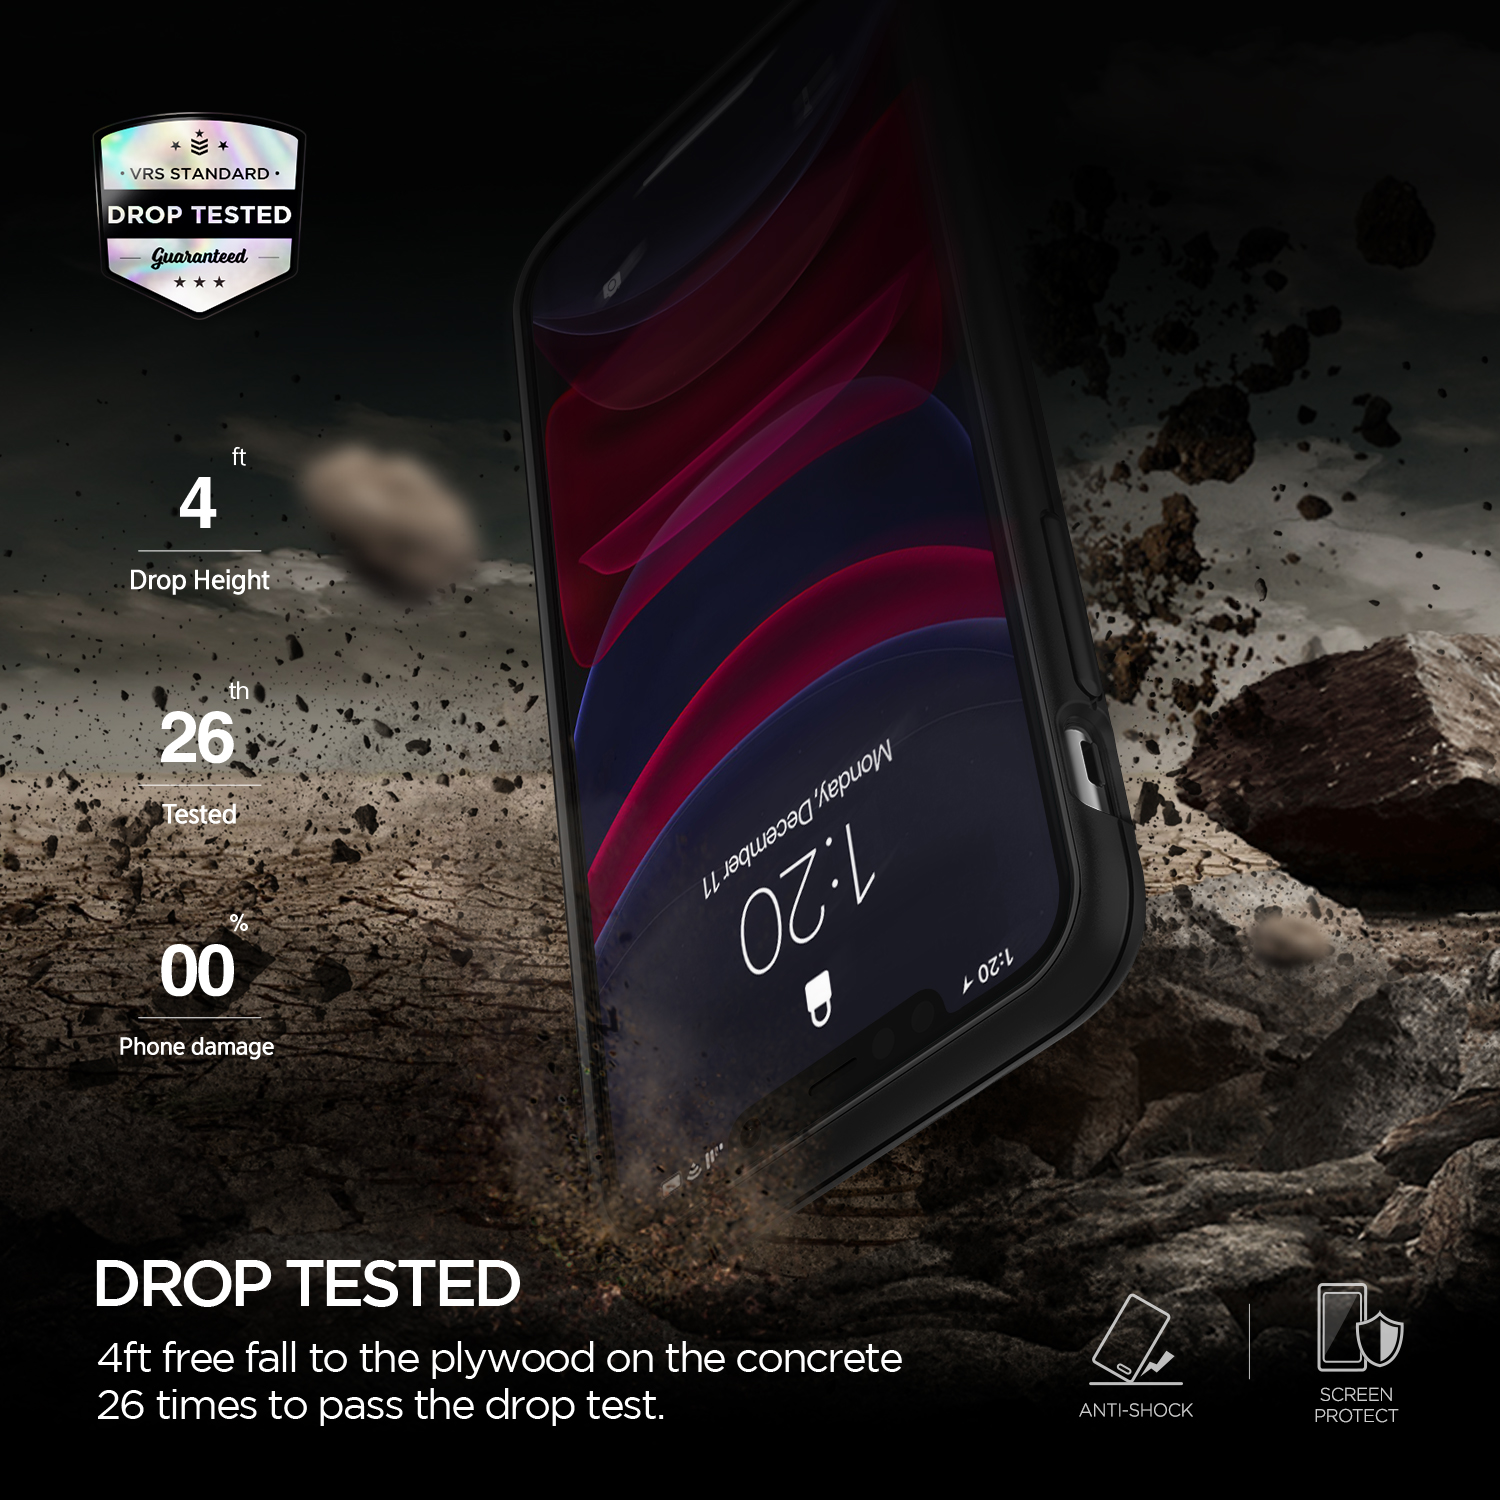 VRS STANDARD
DROP TESTED
Guaranteed
ft
4
Drop Height
th
26
Tested
%
00
Phone damage
Monday, December 11
1:20
1:20
DROP TESTED
4ft free fall to the plywood on the concrete
26 times to pass the drop test.
ANTI-SHOCK
SCREEN
PROTECT